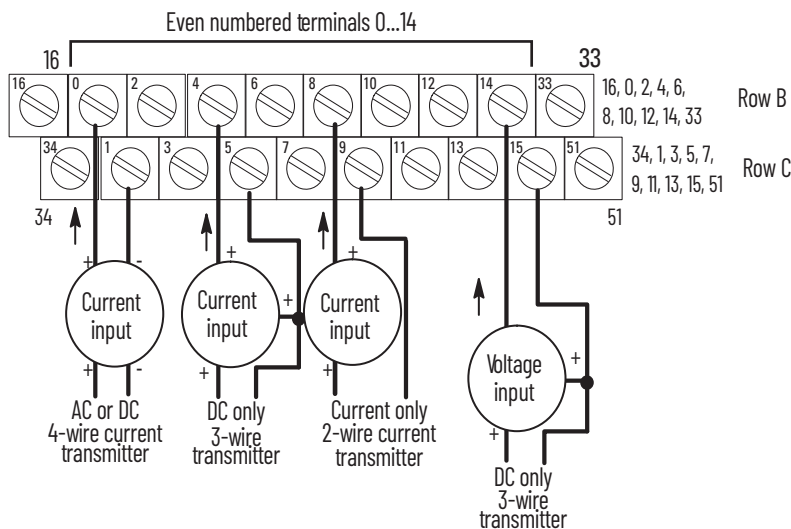 Even numbered terminals 0...14
16
33
16 0 2 4 6 8 10 12 14 33
16, 0, 2, 4, 6,
8, 10, 12, 14, 33
Row B
34 1 3 5 7 9 11 13 15 51
34, 1, 3, 5, 7,
9, 11, 13, 15, 51
Row C
34
51
+ -
+
+
Current
input
Current
input
+
Current
input
Voltage
input
+
+ -
+
+
+
AC or DC
4-wire current
transmitter
DC only
3-wire
transmitter
Current only
2-wire current
transmitter
DC only
3-wire
transmitter